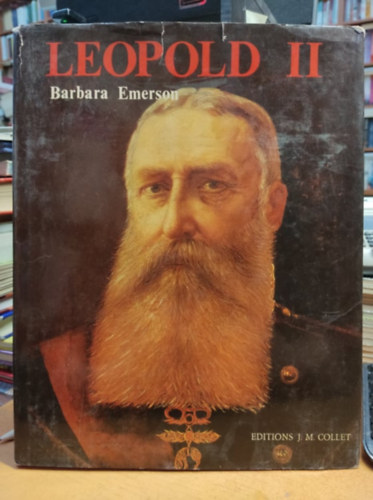 LEOPOLD II
Barbara Emerson
EDITIONS J. M. COLLET